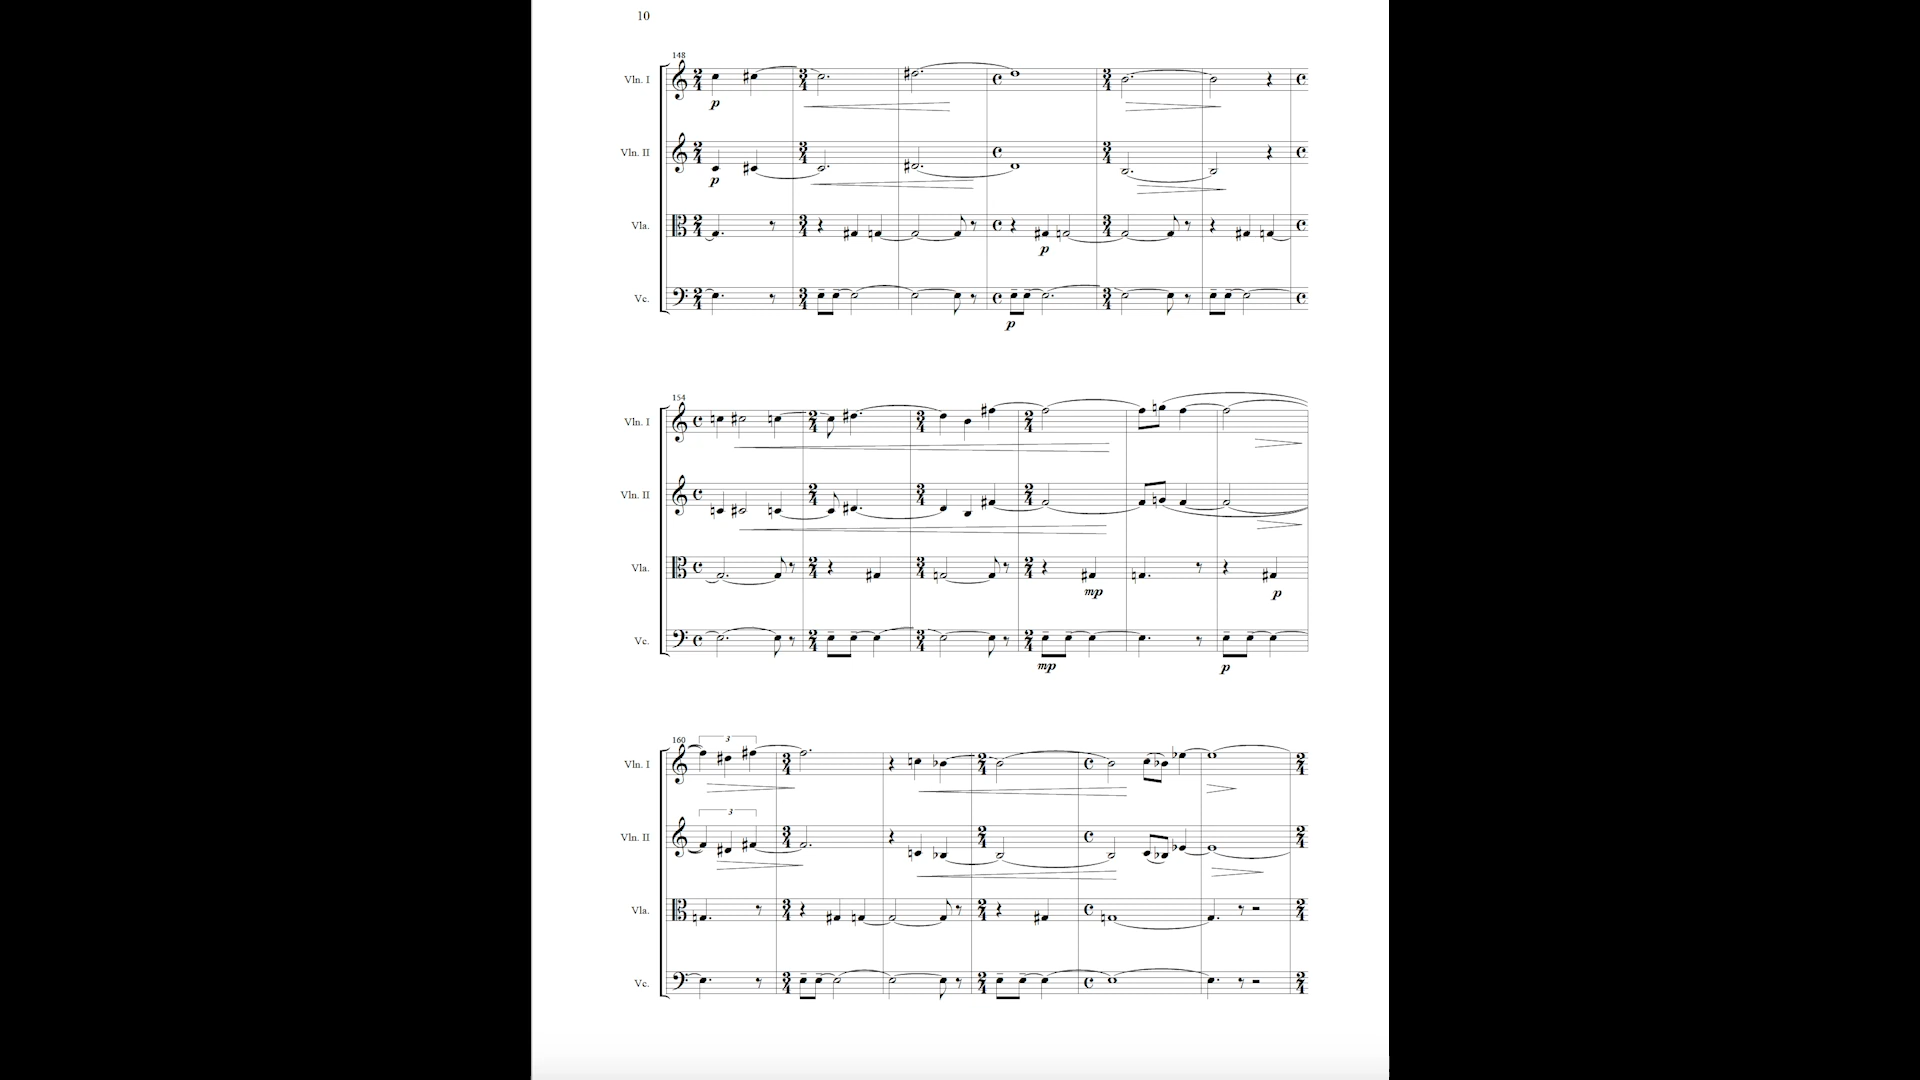 10
148
Vln. I
p
Vln. II
p
Vla.
p
Vc.
p
154
Vln. I
Vln. II
Vla.
mp
p
Vc.
mp
p
160
3
Vln. I
3
Vln. II
Vla.
Vc.